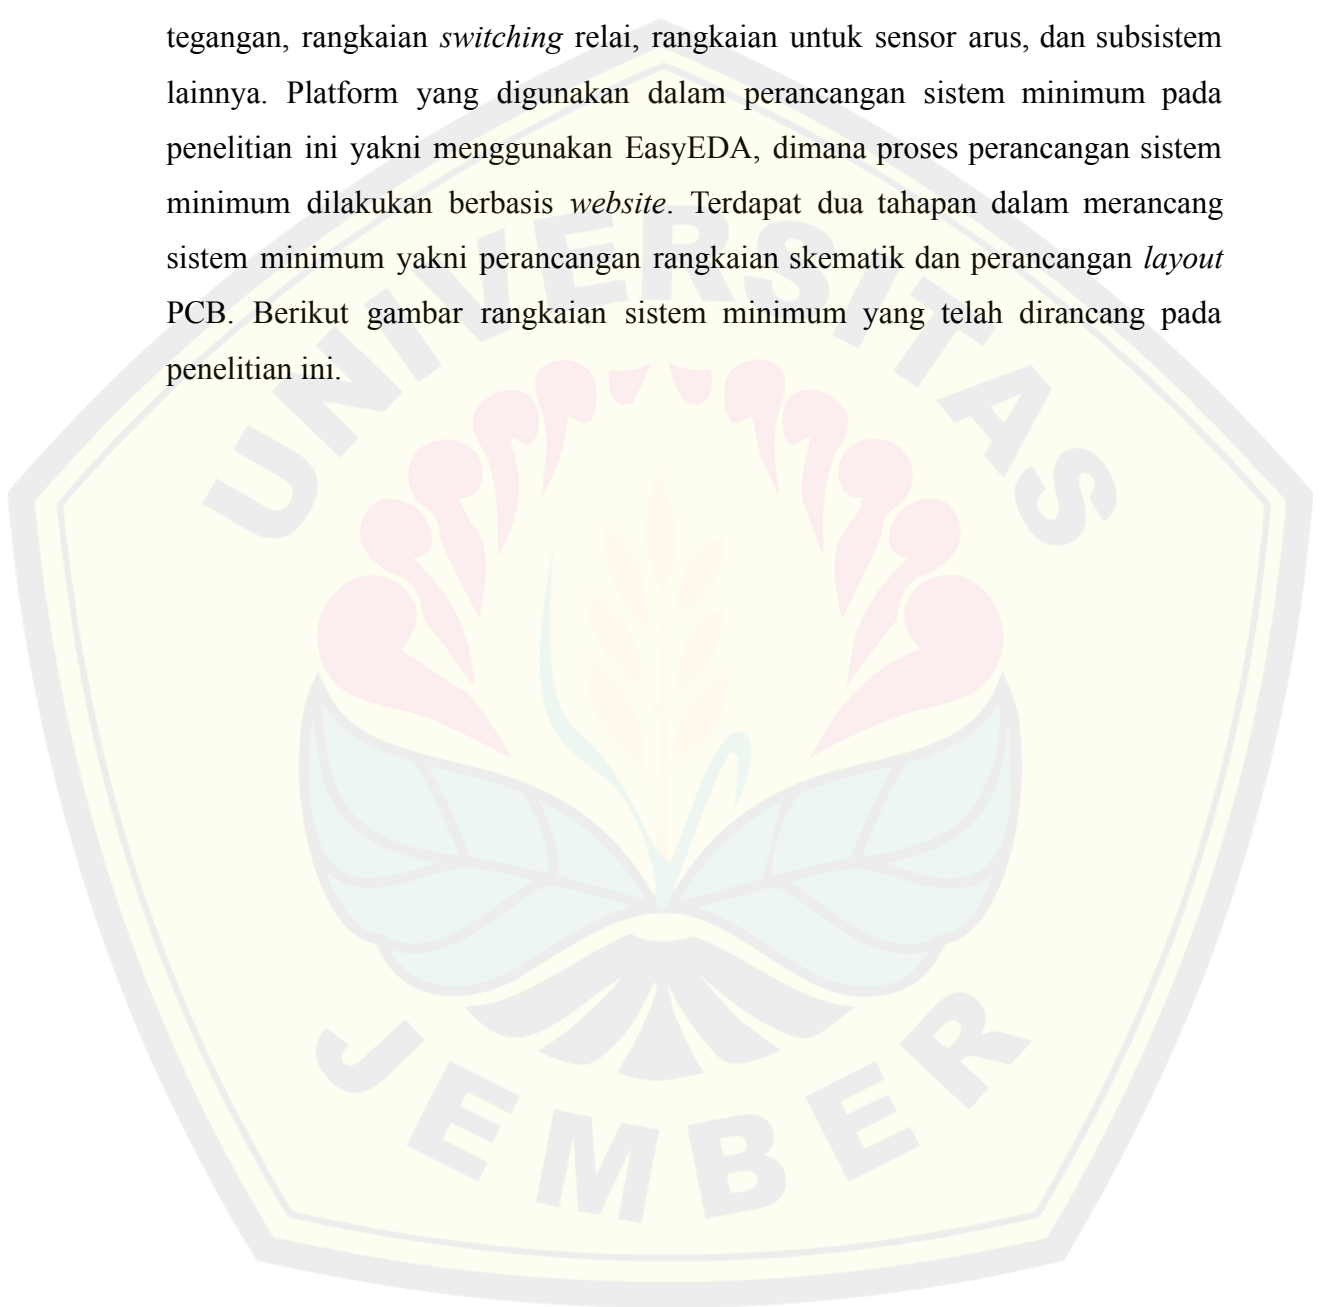 tegangan, rangkaian switching relai, rangkaian untuk sensor arus, dan subsistem
lainnya. Platform yang digunakan dalam perancangan sistem minimum pada
penelitian ini yakni menggunakan EasyEDA, dimana proses perancangan sistem
minimum dilakukan berbasis website. Terdapat dua tahapan dalam merancang
sistem minimum yakni perancangan rangkaian skematik dan perancangan layout
PCB. Berikut gambar rangkaian sistem minimum yang telah dirancang pada
penelitian ini.
UNIVERSITAS
JEMBER